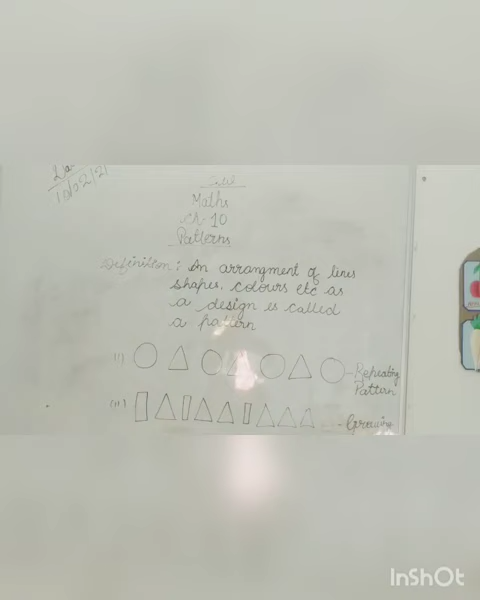 C.W
Maths
Ch-10
Patterns
Definition : An arrangment of lines
shapes, colours etc as
a design is called
a pattern
(i) - Repeating
Pattern
(ii) - Growing
InShOt